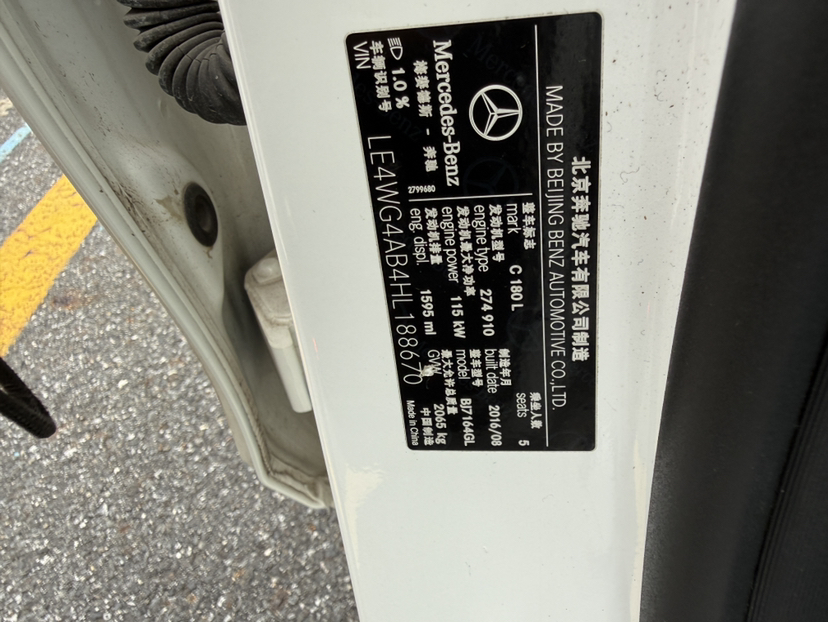 北京奔驰汽车有限公司制造
MADE BY BEIJING BENZ AUTOMOTIVE CO.,LTD.
Mercedes-Benz
梅赛德斯 - 奔驰
整车标志
mark C 180 L
乘坐人数
seats 5
发动机型号
engine type 274 910
制造年月
built date 2016/08
发动机最大净功率
engine power 115 kW
整车型号
model BJ7164GL
发动机排量
eng. displ. 1595 ml
最大允许总质量
GVW 2065 kg
1.0 %
2799680
车辆识别号
VIN LE4WG4AB4HL188670
中国制造
Made in China